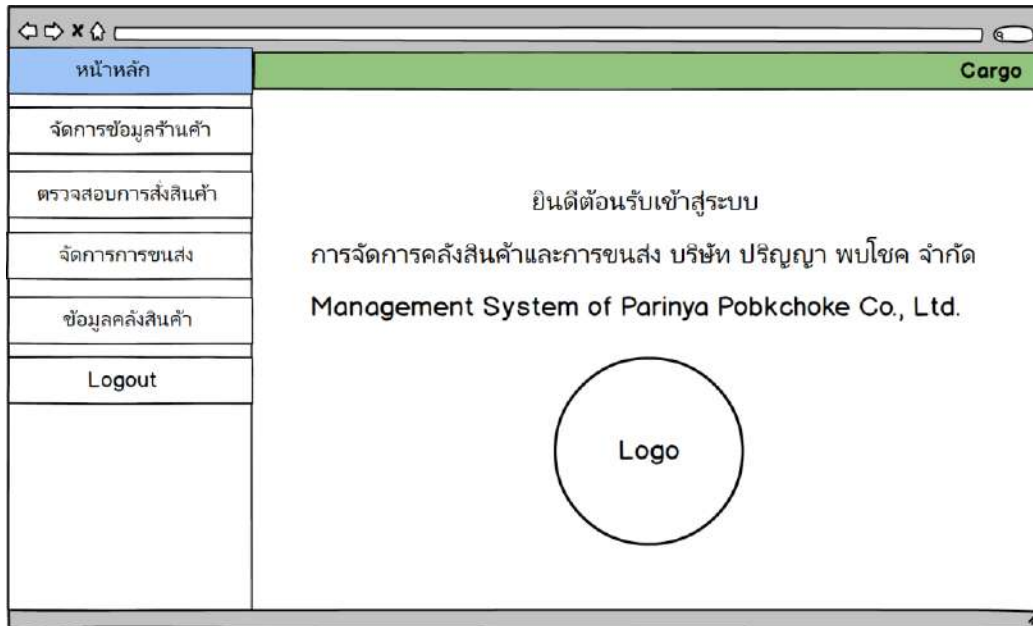 หน้าหลัก
Cargo
จัดการข้อมูลร้านค้า
ตรวจสอบการสั่งสินค้า
จัดการการขนส่ง
ข้อมูลคลังสินค้า
Logout
ยินดีต้อนรับเข้าสู่ระบบ
การจัดการคลังสินค้าและการขนส่ง บริษัท ปริญญา พบโชค จำกัด
Management System of Parinya Pobkchoke Co., Ltd.
Logo